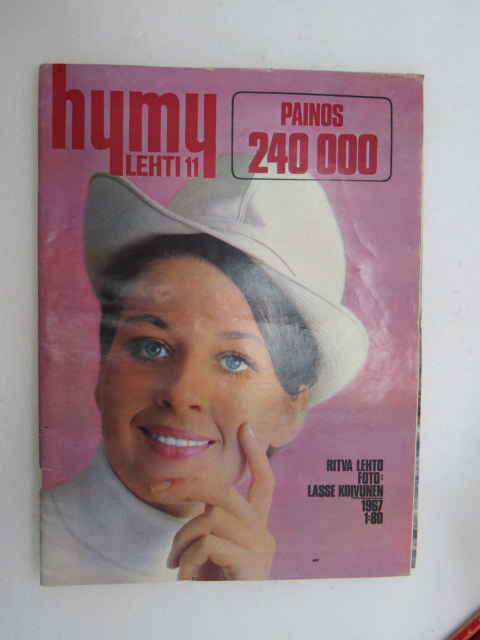 hymy
LEHTI 11
PAINOS
240 000
RITVA LEHTO
FOTO:
LASSE KOIVUNEN
1967
1:80